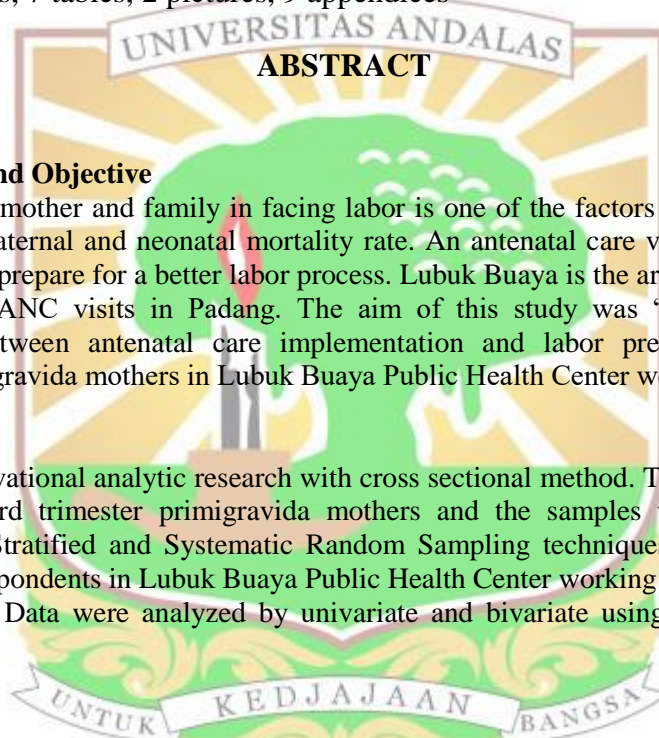 s, 7 tables, 2 pictures, 9 appendices
UNIVERSITAS ANDALAS
ABSTRACT
nd Objective
mother and family in facing labor is one of the factors
aternal and neonatal mortality rate. An antenatal care v
prepare for a better labor process. Lubuk Buaya is the ar
ANC visits in Padang. The aim of this study was “
tween antenatal care implementation and labor pre
gravida mothers in Lubuk Buaya Public Health Center wo
vational analytic research with cross sectional method. T
rd trimester primigravida mothers and the samples
Stratified and Systematic Random Sampling technique
pondents in Lubuk Buaya Public Health Center working
Data were analyzed by univariate and bivariate using
UNTUK KEDJAJAAN BANGSA